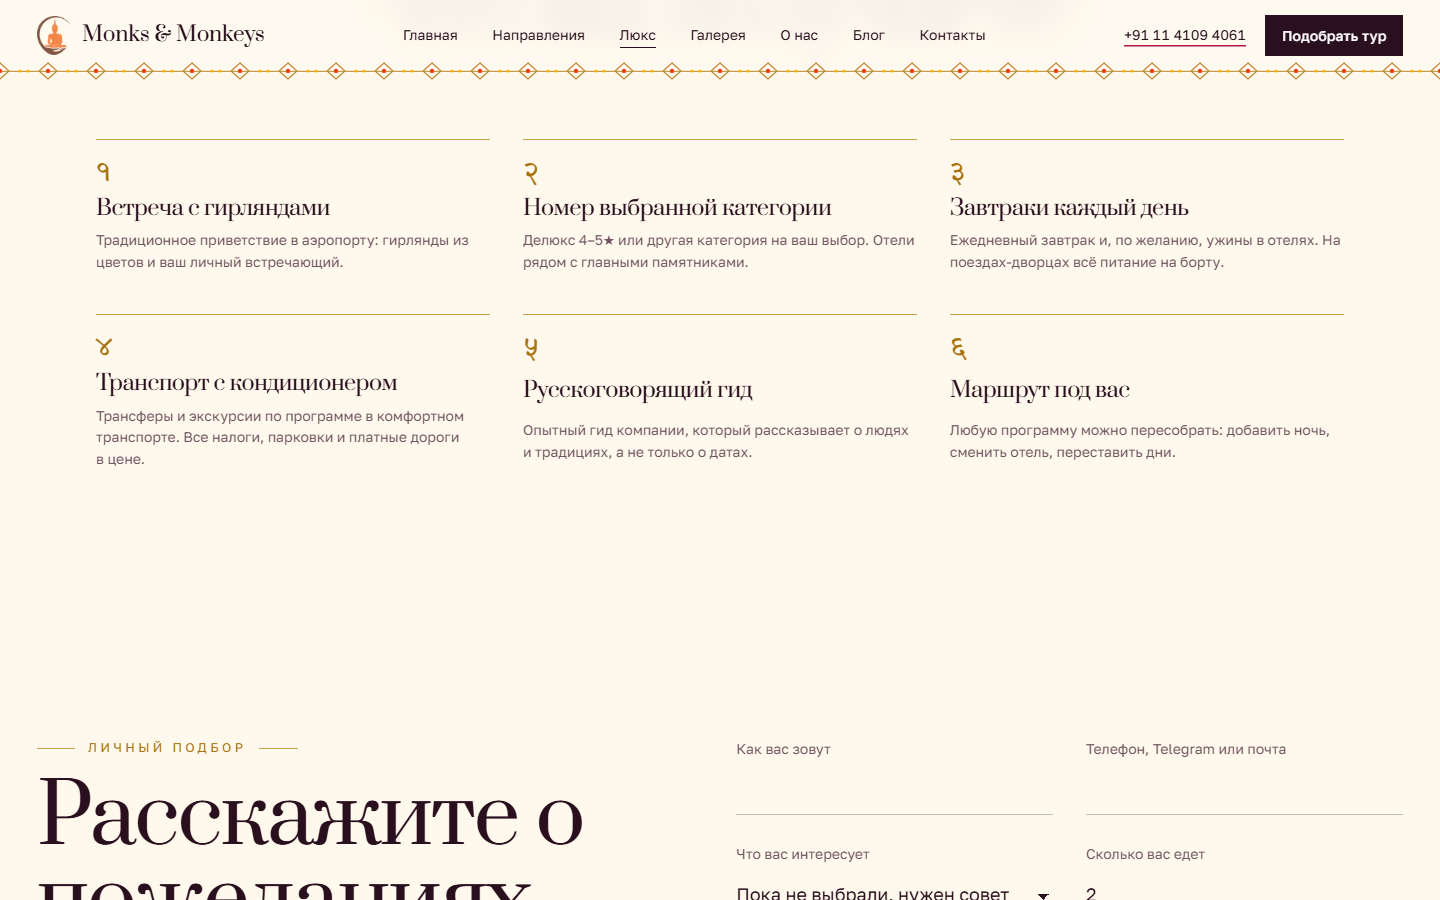 Monks & Monkeys
Главная
Направления
Люкс
Галерея
О нас
Блог
Контакты
+91 11 4109 4061
Подобрать тур
१
Встреча с гирляндами
Традиционное приветствие в аэропорту: гирлянды из
цветов и ваш личный встречающий.
२
Номер выбранной категории
Делюкс 4–5★ или другая категория на ваш выбор. Отели
рядом с главными памятниками.
३
Завтраки каждый день
Ежедневный завтрак и, по желанию, ужины в отелях. На
поездах-дворцах всё питание на борту.
४
Транспорт с кондиционером
Трансферы и экскурсии по программе в комфортном
транспорте. Все налоги, парковки и платные дороги
в цене.
५
Русскоговорящий гид
Опытный гид компании, который рассказывает о людях
и традициях, а не только о датах.
६
Маршрут под вас
Любую программу можно пересобрать: добавить ночь,
сменить отель, переставить дни.
ЛИЧНЫЙ ПОДБОР
Расскажите о
пожеланиях
Как вас зовут
Телефон, Telegram или почта
Что вас интересует
Сколько вас едет
Пока не выбрали, нужен совет
2